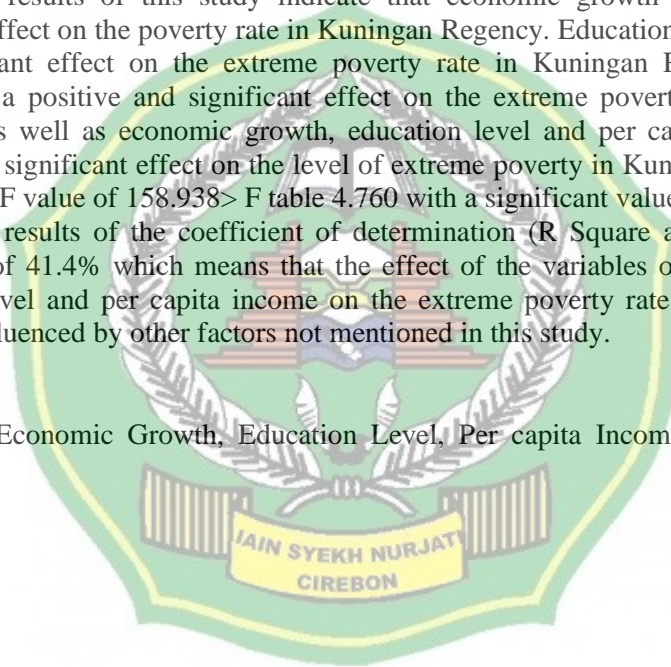 results of this study indicate that economic growth
ffect on the poverty rate in Kuningan Regency. Education
ant effect on the extreme poverty rate in Kuningan
a positive and significant effect on the extreme povert
s well as economic growth, education level and per ca
significant effect on the level of extreme poverty in Kun
F value of 158.938> F table 4.760 with a significant value
results of the coefficient of determination (R Square a
of 41.4% which means that the effect of the variables o
vel and per capita income on the extreme poverty rate
luenced by other factors not mentioned in this study.
Economic Growth, Education Level, Per capita Incom
IAIN SYEKH NURJATI
CIREBON